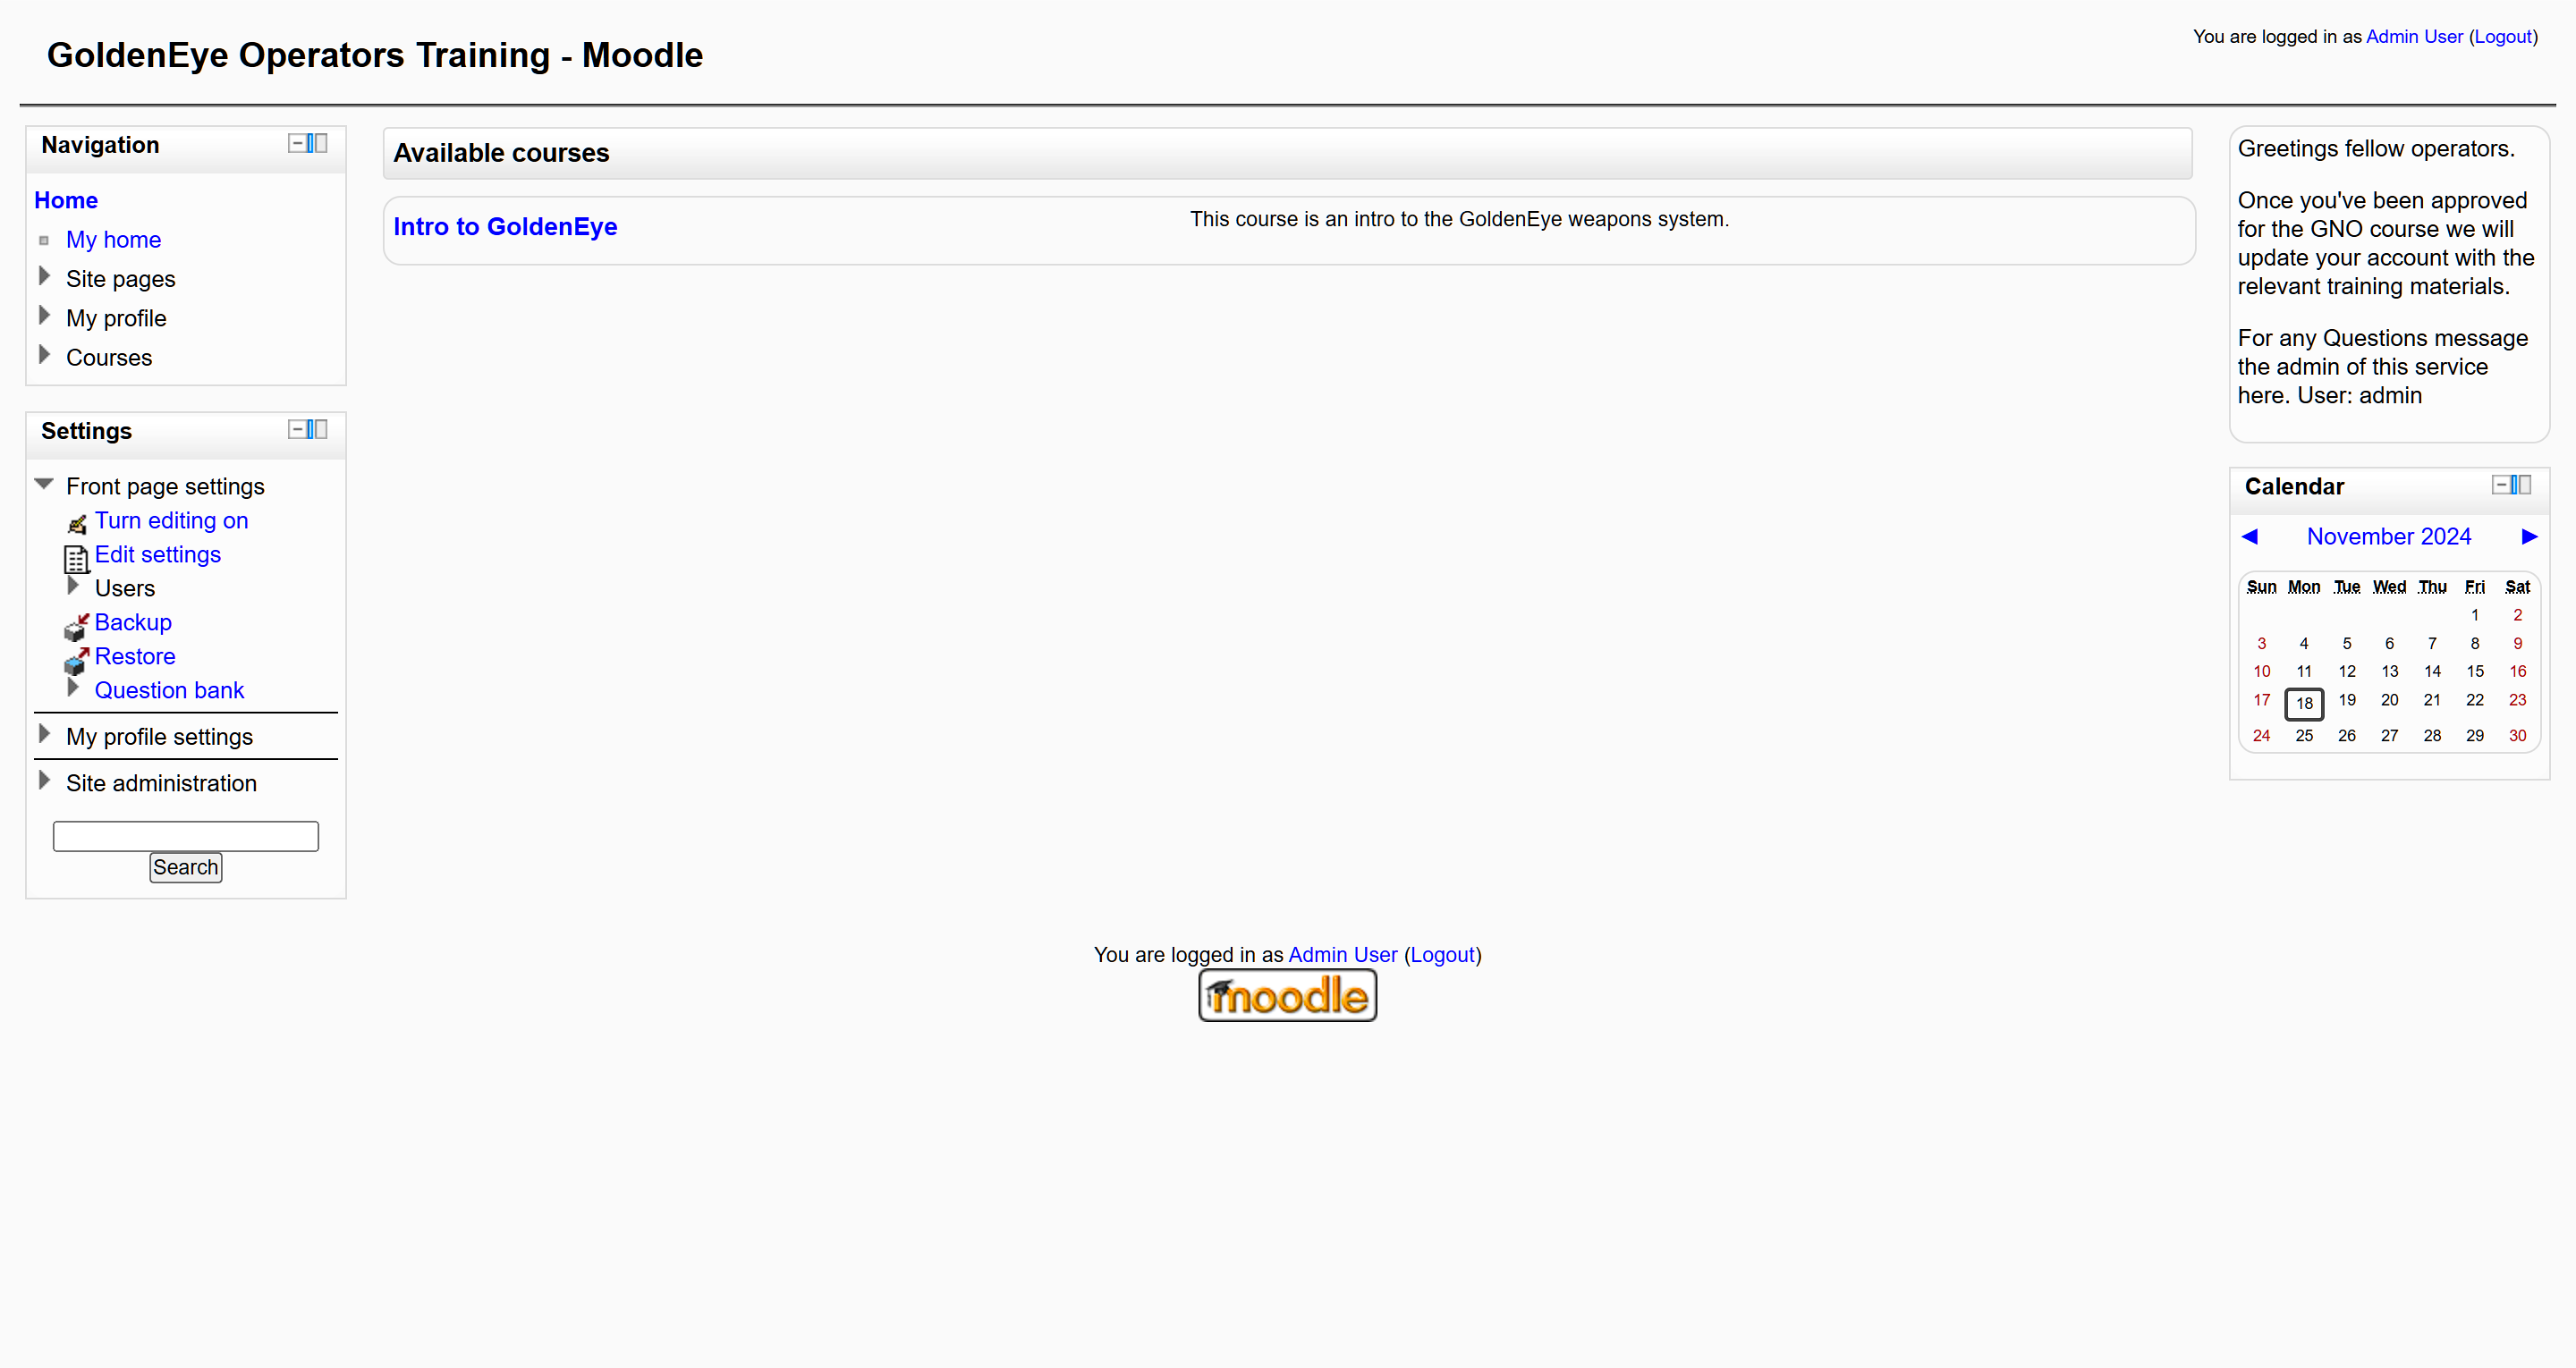 GoldenEye Operators Training - Moodle
You are logged in as Admin User (Logout)
Navigation
Home
My home
Site pages
My profile
Courses
Settings
Front page settings
Turn editing on
Edit settings
Users
Backup
Restore
Question bank
My profile settings
Site administration
Search
Available courses
Intro to GoldenEye
This course is an intro to the GoldenEye weapons system.
Greetings fellow operators.
Once you've been approved
for the GNO course we will
update your account with the
relevant training materials.
For any Questions message
the admin of this service
here. User: admin
Calendar
◄ November 2024 ►
Sun Mon Tue Wed Thu Fri Sat
1 2
3 4 5 6 7 8 9
10 11 12 13 14 15 16
17 18 19 20 21 22 23
24 25 26 27 28 29 30
You are logged in as Admin User (Logout)
moodle